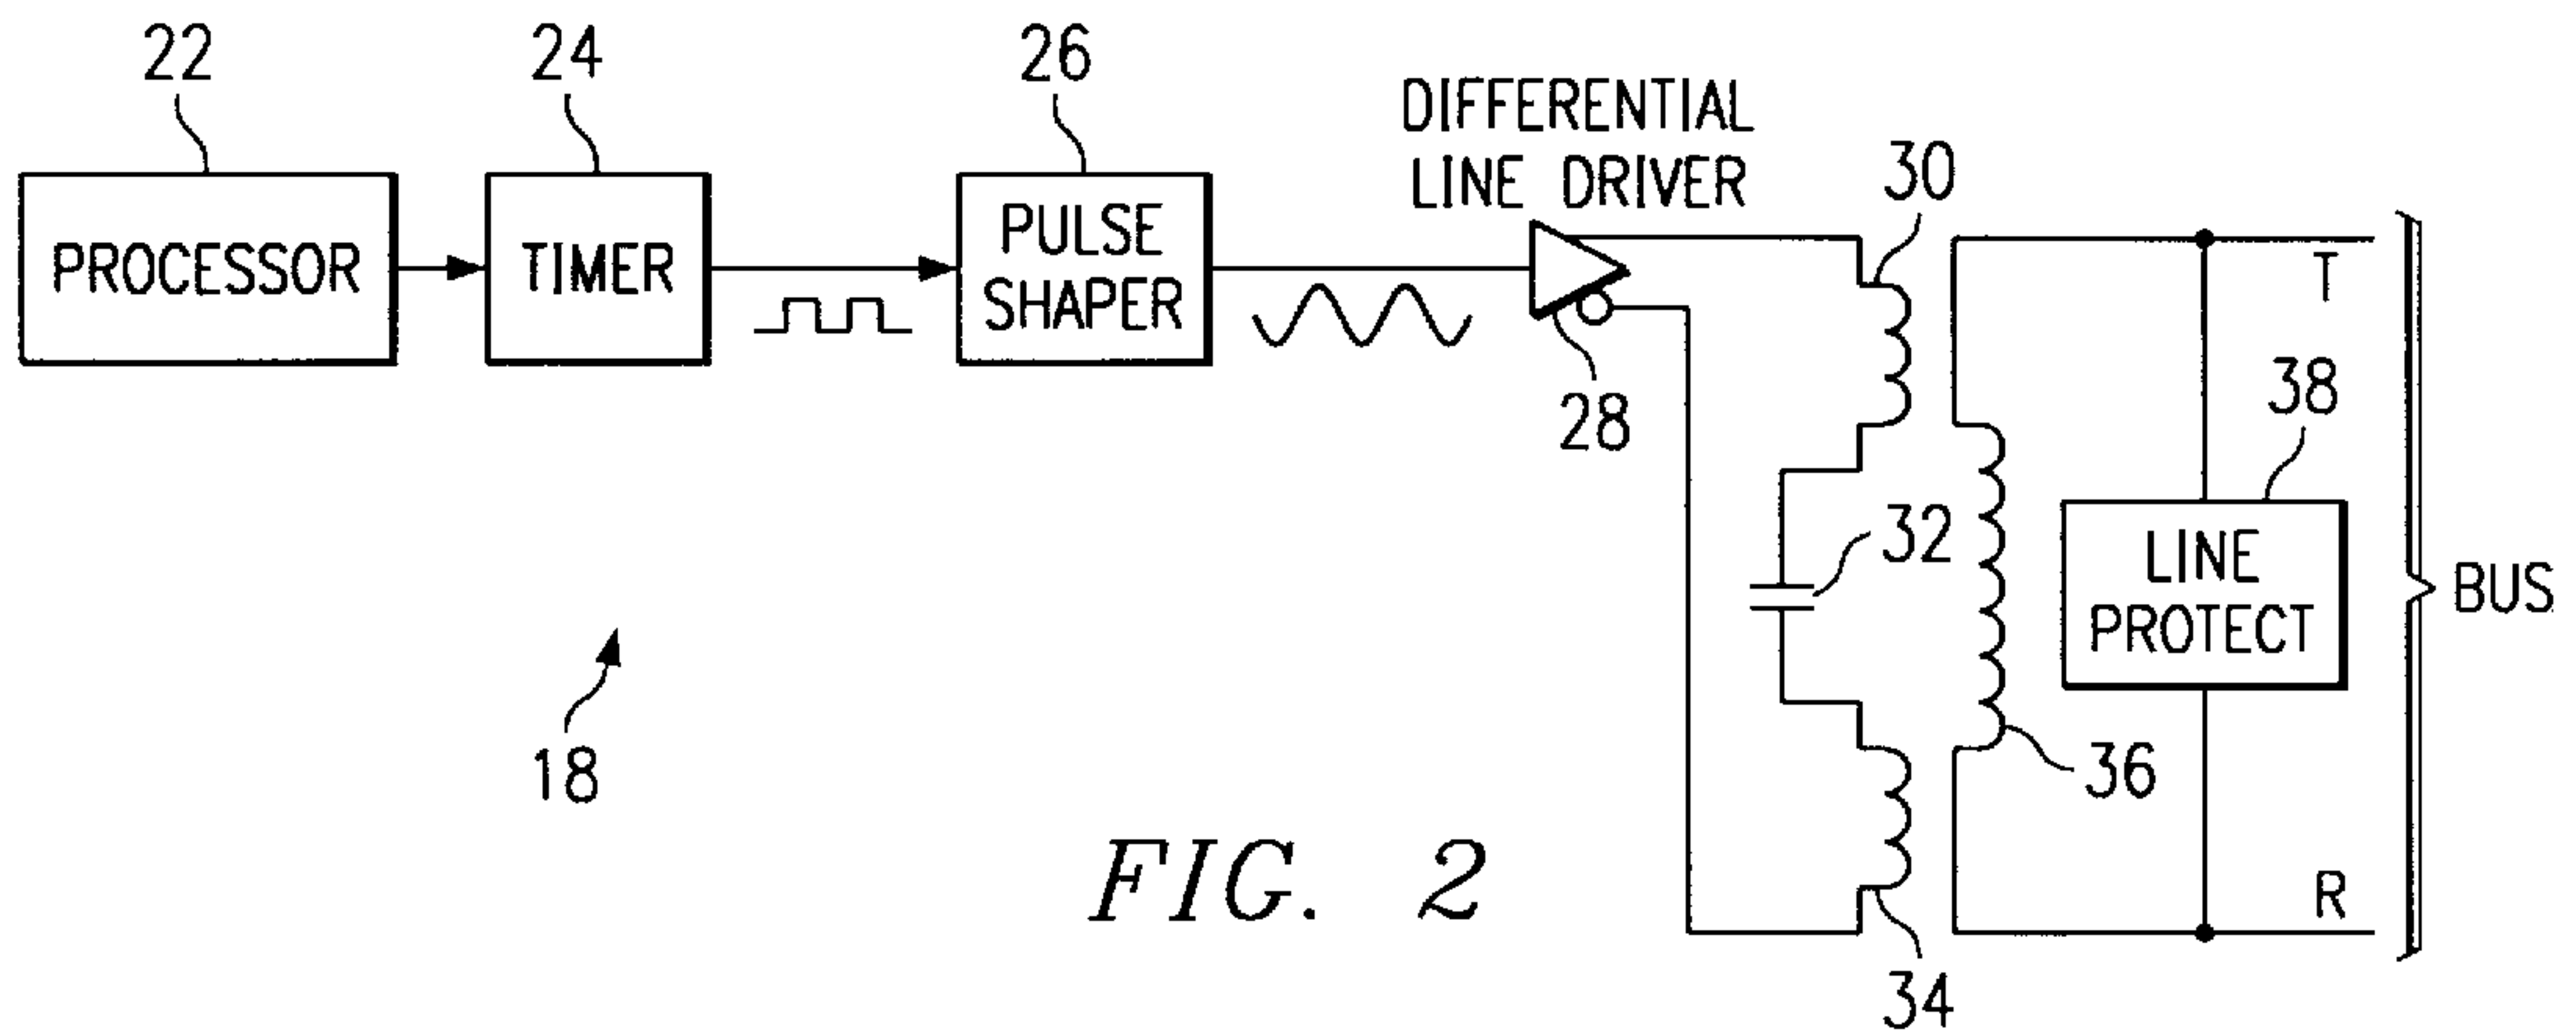 22
24
26
DIFFERENTIAL
LINE DRIVER
30
PROCESSOR
TIMER
PULSE
SHAPER
T
28
38
32
LINE
PROTECT
BUS
18
36
FIG. 2
R
34